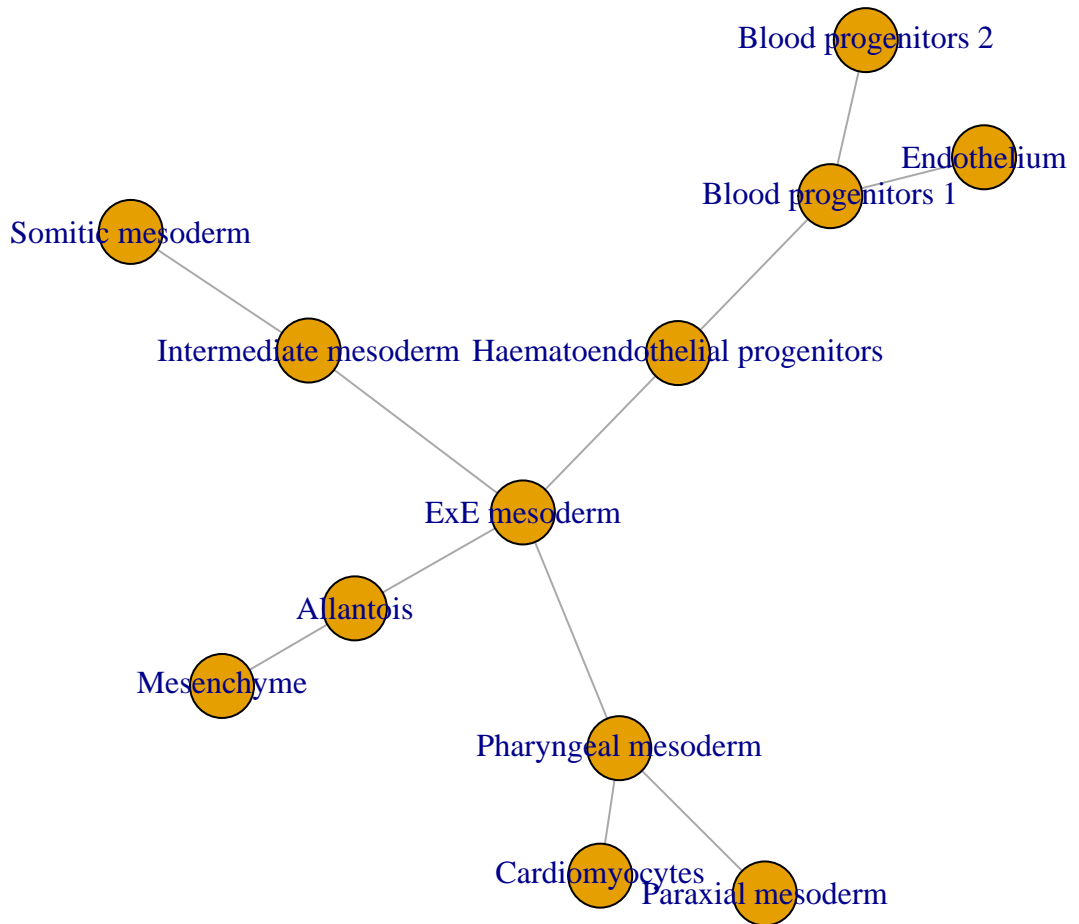 Blood progenitors 2
Endothelium
Blood progenitors 1
Somitic mesoderm
Intermediate mesoderm
Haematoendothelial progenitors
ExE mesoderm
Allantois
Mesenchyme
Pharyngeal mesoderm
Cardiomyocytes
Paraxial mesoderm